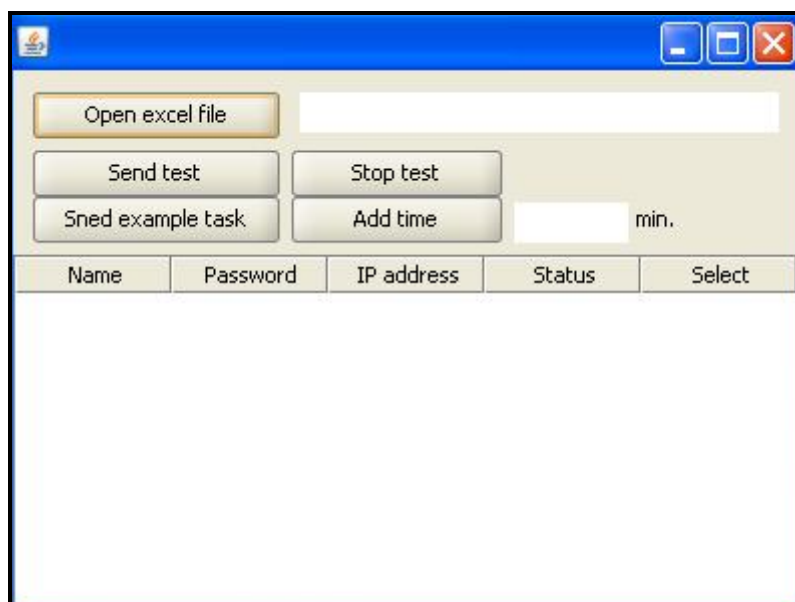 Open excel file
Send test Stop test
Sned example task Add time min.
Name Password IP address Status Select